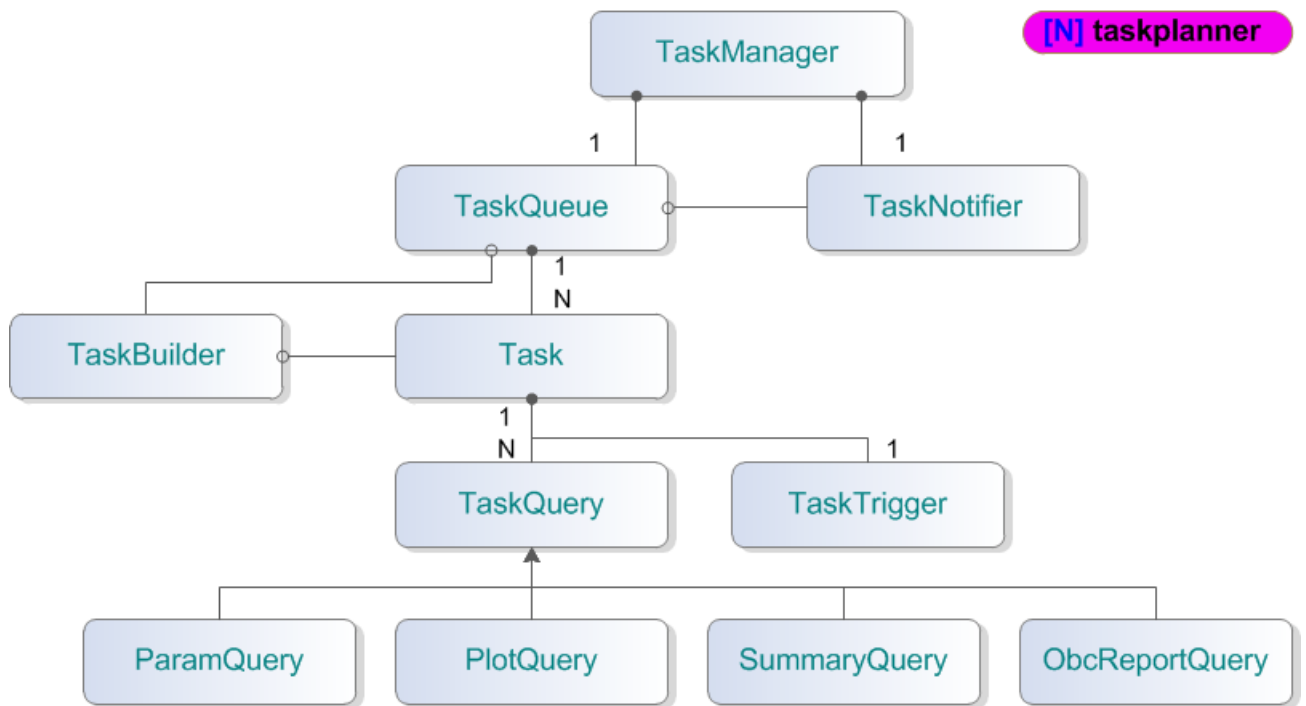 TaskManager
[N] taskplanner
1
1
TaskQueue
TaskNotifier
1
N
TaskBuilder
Task
1
N
1
TaskQuery
TaskTrigger
ParamQuery
PlotQuery
SummaryQuery
ObcReportQuery